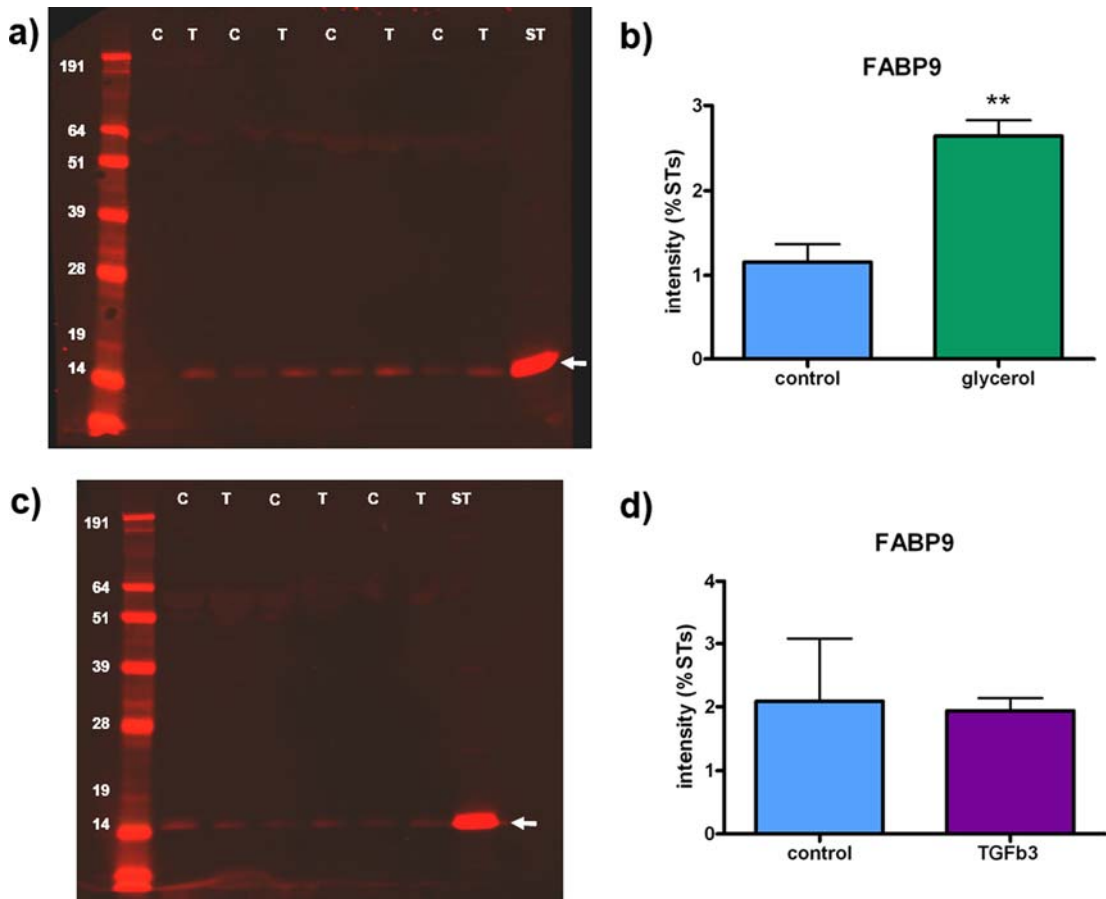 a)
C T C T C T C T ST
191
64
51
39
28
19
14
b)
FABP9
**
intensity (%STs)
3
2
1
0
control glycerol
c)
C T C T C T ST
191
64
51
39
28
19
14
d)
FABP9
intensity (%STs)
4
3
2
1
0
control TGFb3